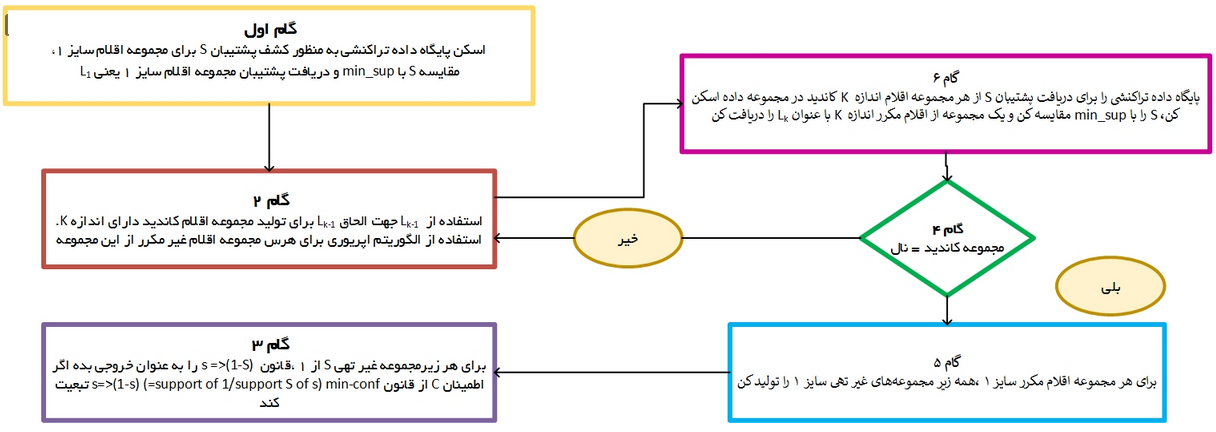 گام اول
اسکن پایگاه داده تراکنشی به منظور کشف پشتیبان S برای مجموعه اقلام سایز ۱،
مقایسه S با min_sup و دریافت پشتیبان مجموعه اقلام سایز ۱ یعنی L1
گام ۶
پایگاه داده تراکنشی را برای دریافت پشتیبان S از هر مجموعه اقلام اندازه K کاندید در مجموعه داده اسکن
کن، S را با min_sup مقایسه کن و یک مجموعه از اقلام مکرر اندازه K با عنوان Lk را دریافت کن
گام ۲
استفاده از Lk-1 جهت الحاق Lk-1 برای تولید مجموعه اقلام کاندید دارای اندازه K.
استفاده از الگوریتم اپریوری برای هرس مجموعه اقلام غیر مکرر از این مجموعه
خیر
گام ۴
مجموعه کاندید = نال
بلی
گام ۵
برای هر مجموعه اقلام مکرر سایز ۱ ،همه زیر مجموعه‌های غیر تهی سایز ۱ را تولید کن
گام ۳
برای هر زیرمجموعه غیر تهی S از ۱ ،قانون s =>(1-S) را به عنوان خروجی بده اگر
اطمینان C از قانون s=>(1-s) (=support of 1/support S of s) min-conf تبعیت
کند